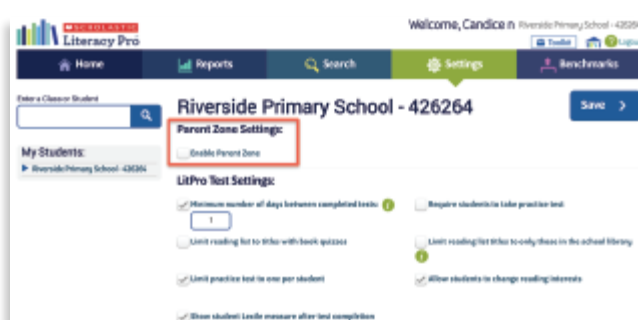 SCHOLASTIC
Literacy Pro
Welcome, Candice n Riverside Primary School - 426264
Toolkit
Home
Reports
Search
Settings
Benchmarks
Enter a Class or Student
Riverside Primary School - 426264
Save >
Parent Zone Settings:
Enable Parent Zone
My Students:
Riverside Primary School - 426264
LitPro Test Settings:
Minimum number of days between completed tests:
Require students to take practice test
1
Limit reading list to titles with book quizzes
Limit reading list titles to only those in the school library
Limit practice test to one per student
Allow students to change reading interests
Show student Lexile measure after test completion